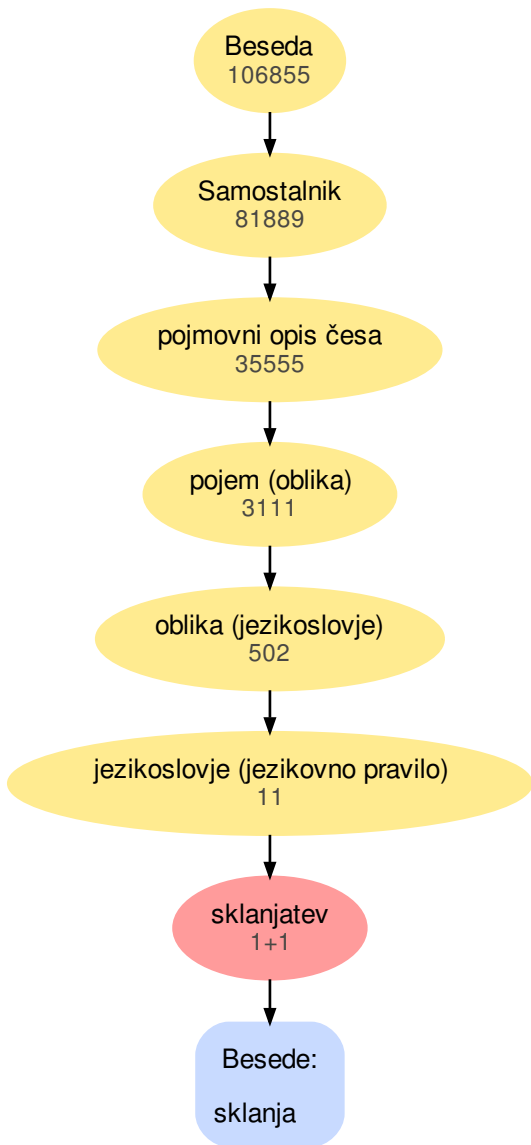 Beseda
106855
Samostalnik
81889
pojmovni opis česa
35555
pojem (oblika)
3111
oblika (jezikoslovje)
502
jezikoslovje (jezikovno pravilo)
11
sklanjatev
1+1
Besede:
sklanja